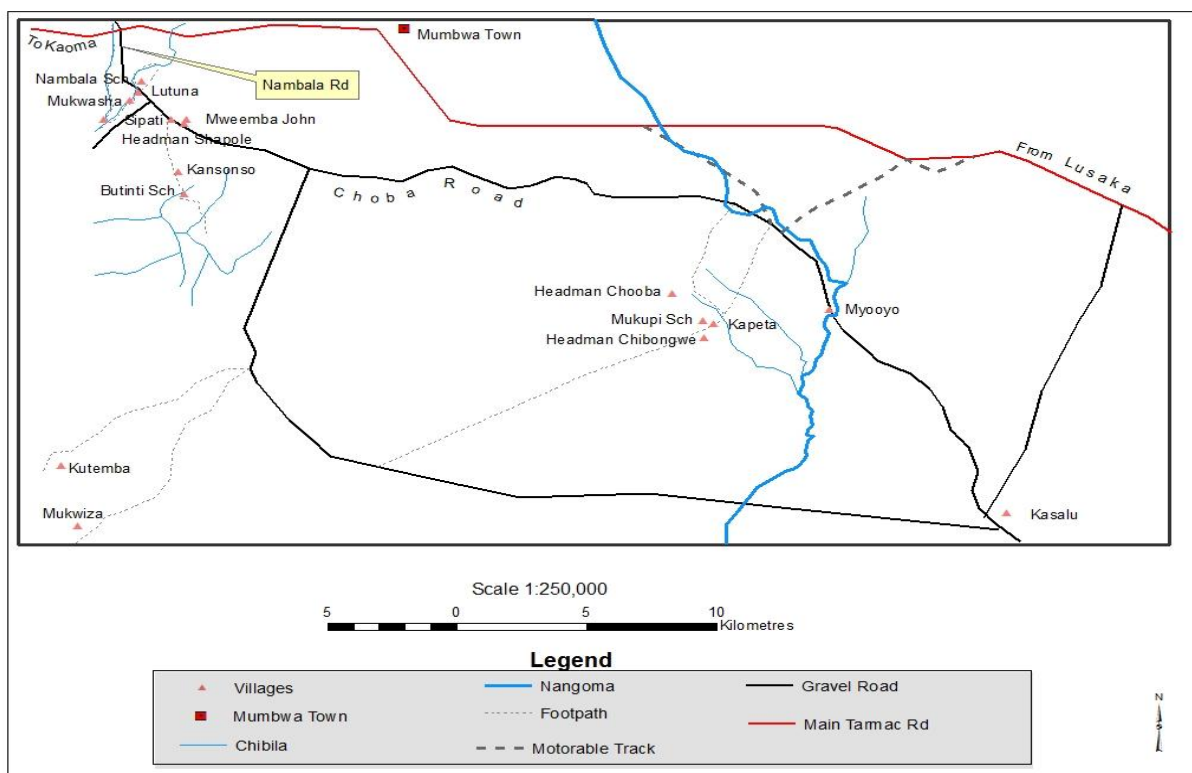 Mumbwa Town
To Kaoma
Nambala Sch
Nambala Rd
Lutuna
Mukwasha
Sipati
Mweemba John
Headman Shapole
From Lusaka
Kansonso
Butinti Sch
Choba Road
Headman Chooba
Myooyo
Mukupi Sch
Kapeta
Headman Chibongwe
Kutemba
Mukwiza
Kasalu
Scale 1:250,000
5 0 5 10
Kilometres
Legend
Villages
Nangoma
Gravel Road
Mumbwa Town
Footpath
Main Tarmac Rd
Chibila
Motorable Track
N